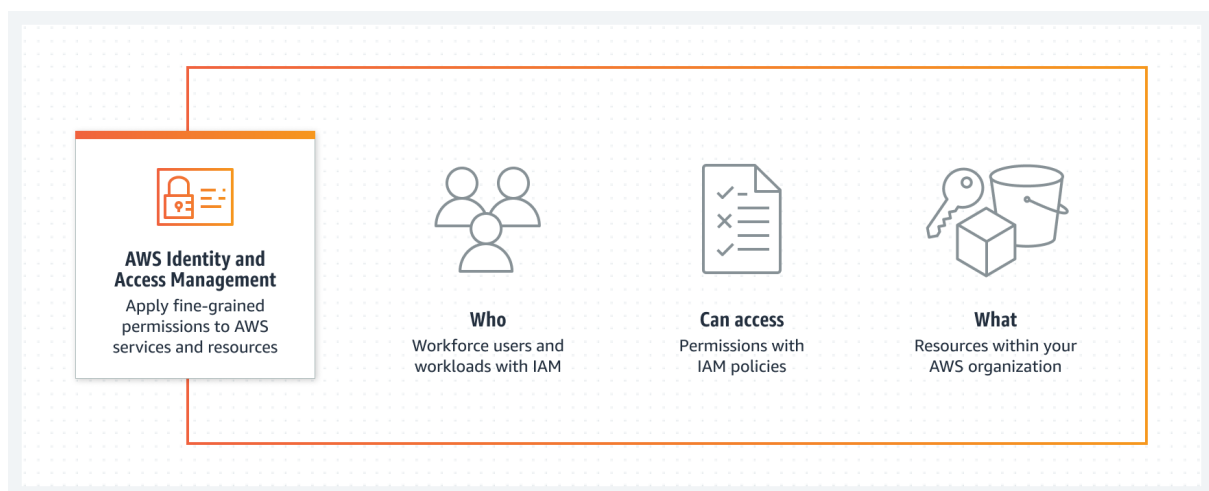 AWS Identity and
Access Management
Apply fine-grained
permissions to AWS
services and resources
Who
Workforce users and
workloads with IAM
Can access
Permissions with
IAM policies
What
Resources within your
AWS organization